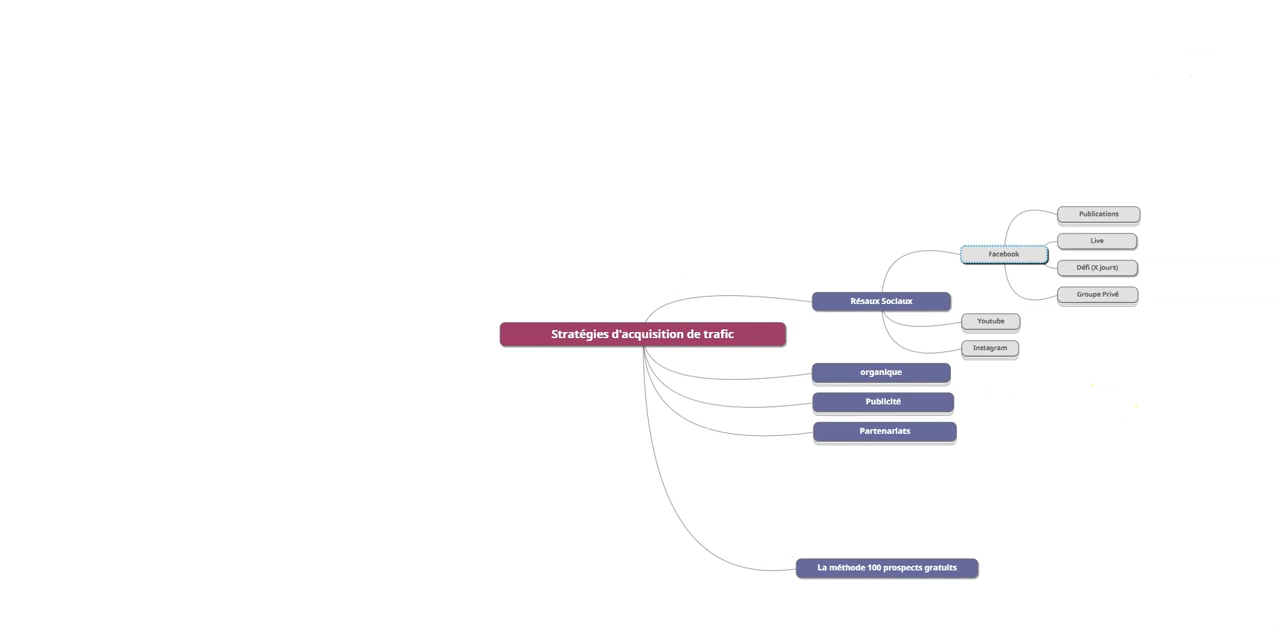 Stratégies d'acquisition de trafic
Résaux Sociaux
Facebook
Publications
Live
Défi (X jours)
Groupe Privé
Youtube
Instagram
organique
Publicité
Partenariats
La méthode 100 prospects gratuits